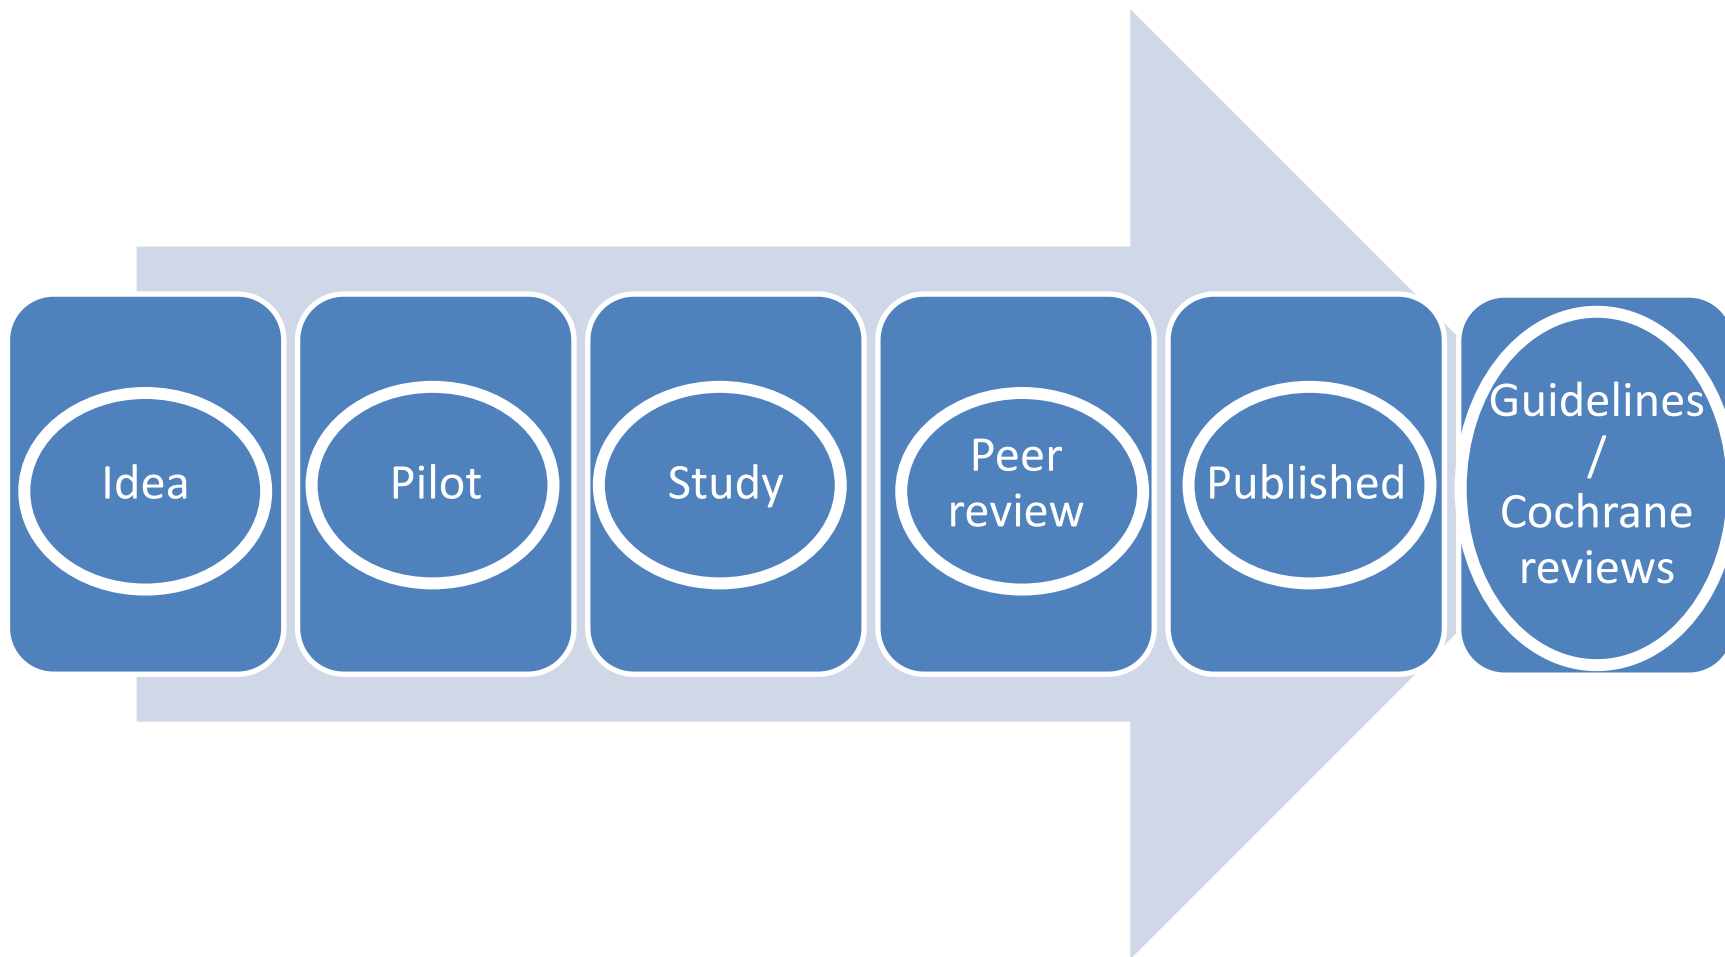 Idea
Pilot
Study
Peer
review
Published
Guidelines
/
Cochrane
reviews